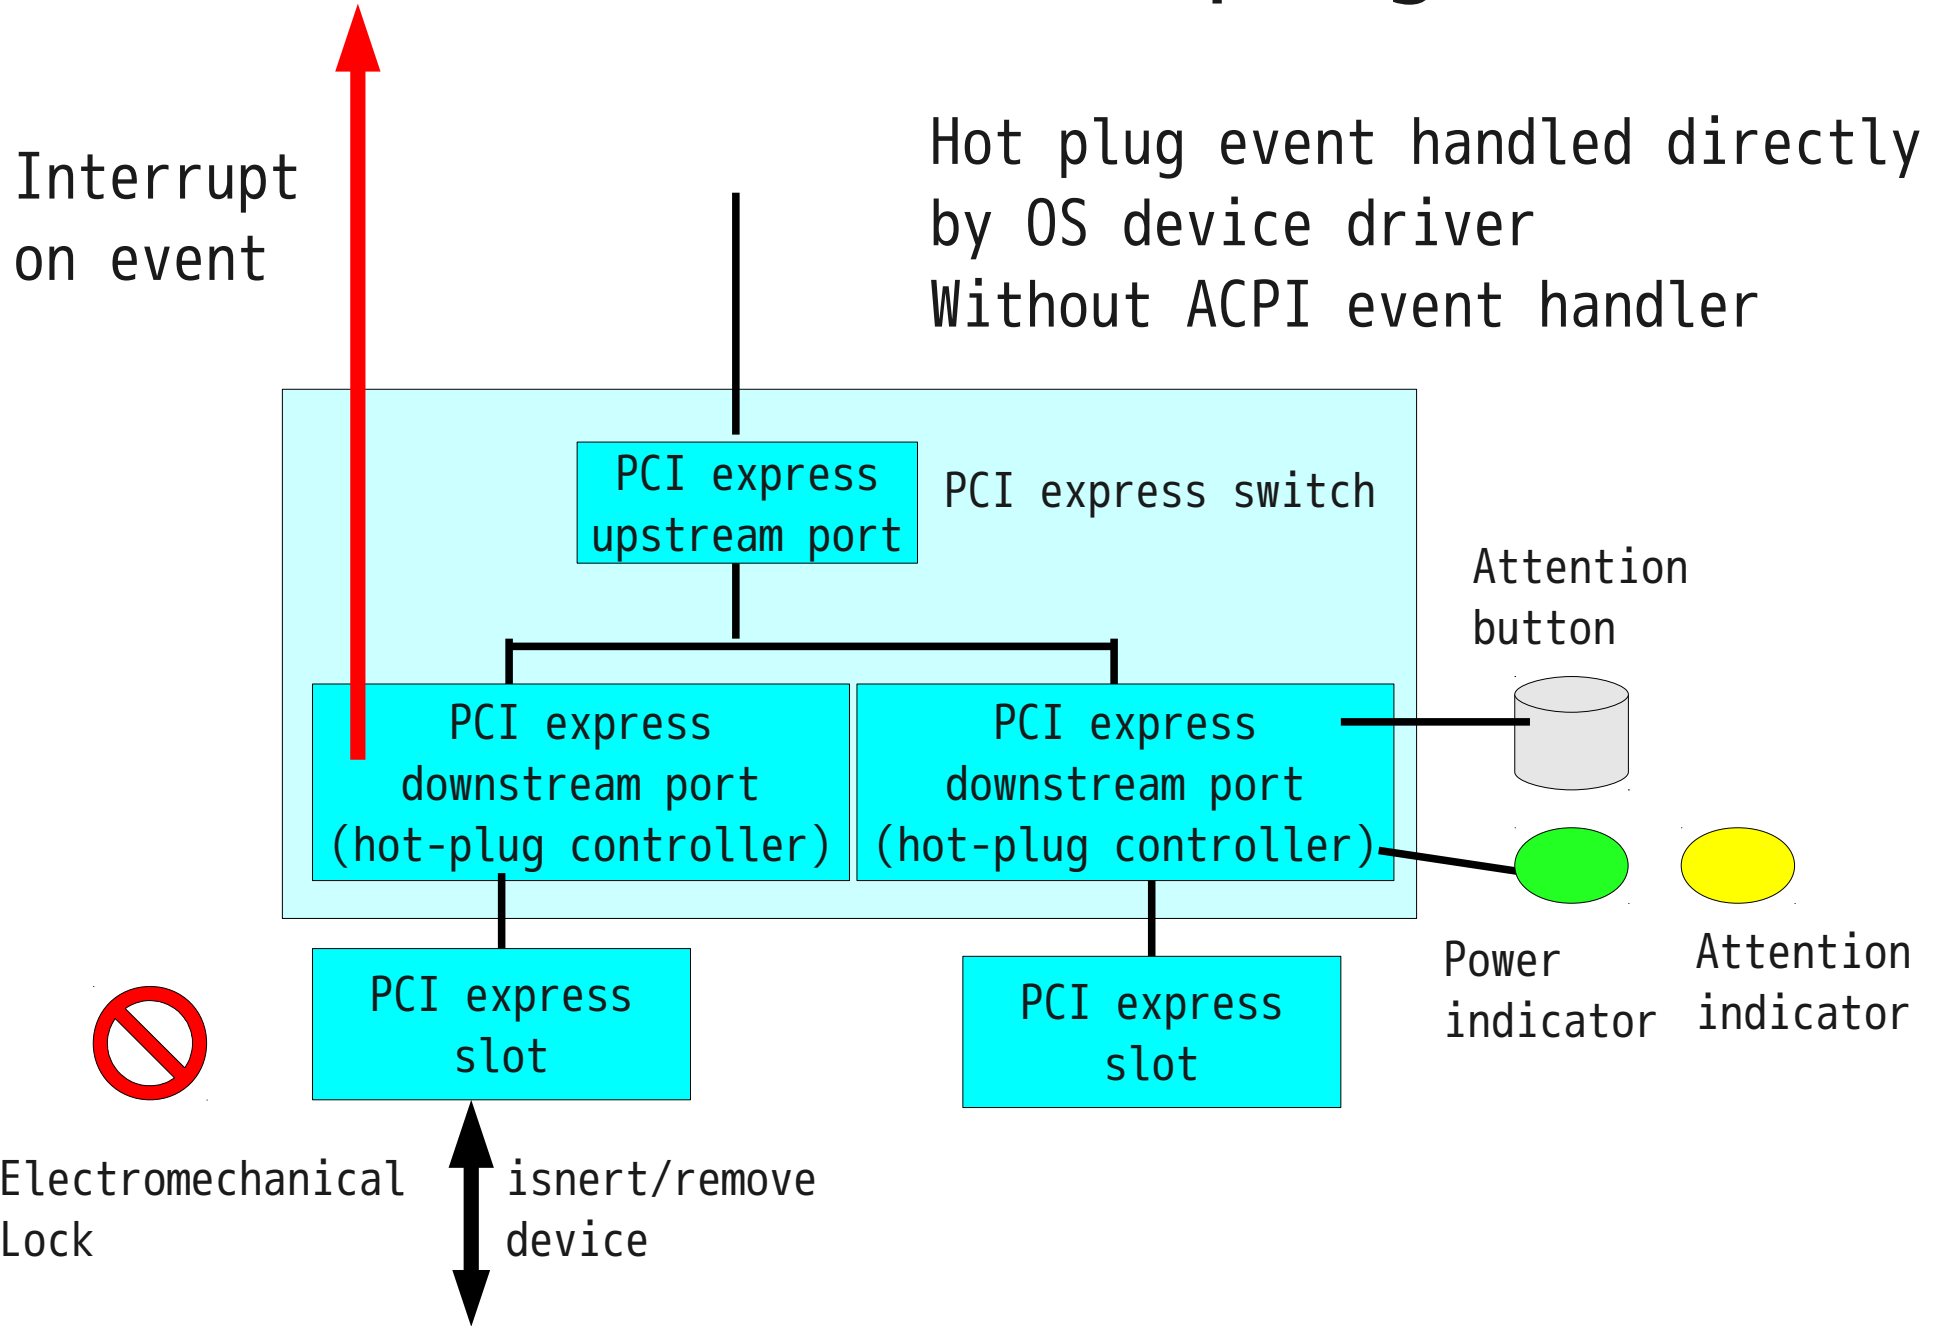 Interrupt
on event
Hot plug event handled directly
by OS device driver
Without ACPI event handler
PCI express
upstream port
PCI express switch
Attention
button
PCI express
downstream port
(hot-plug controller)
PCI express
downstream port
(hot-plug controller)
Power
indicator
Attention
indicator
PCI express
slot
PCI express
slot
Electromechanical
Lock
isnert/remove
device